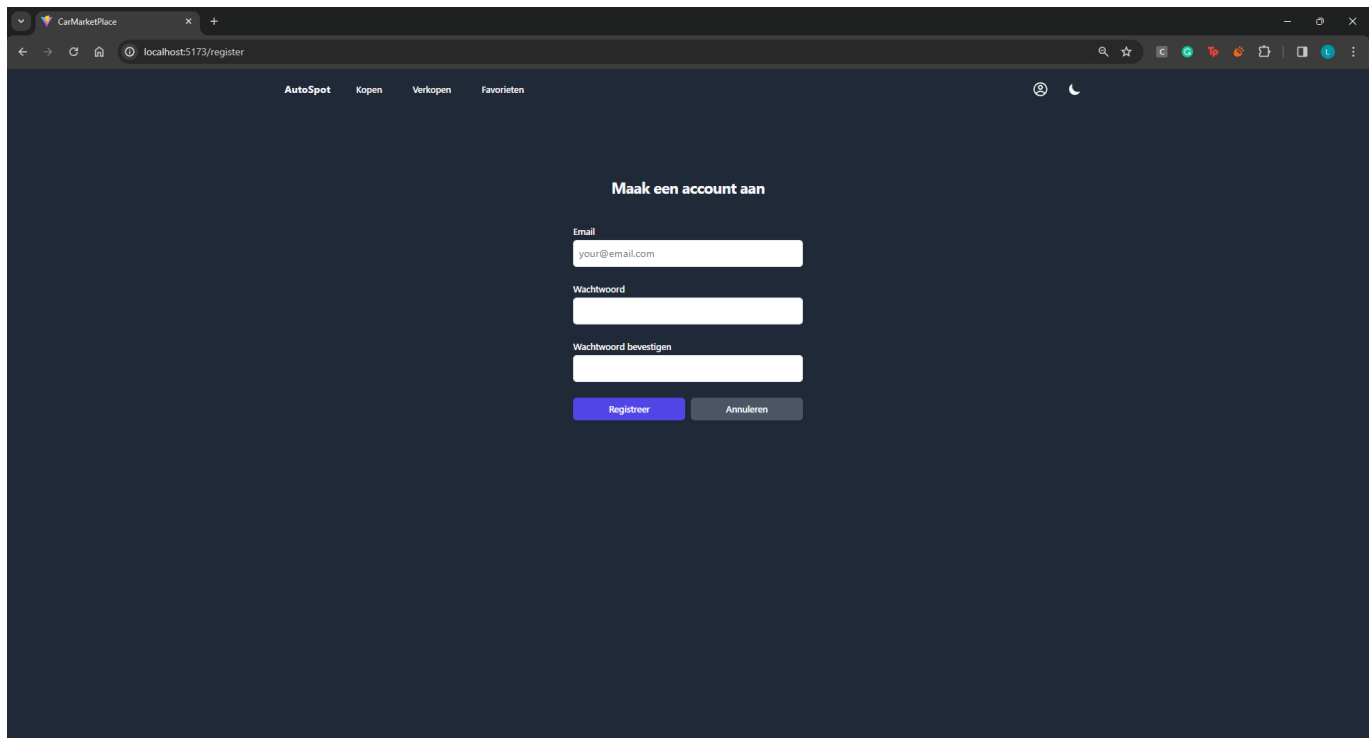 CarMarketPlace
localhost:5173/register
C G Tp L
AutoSpot Kopen Verkopen Favorieten
Maak een account aan
Email
your@email.com
Wachtwoord
Wachtwoord bevestigen
Registreer Annuleren